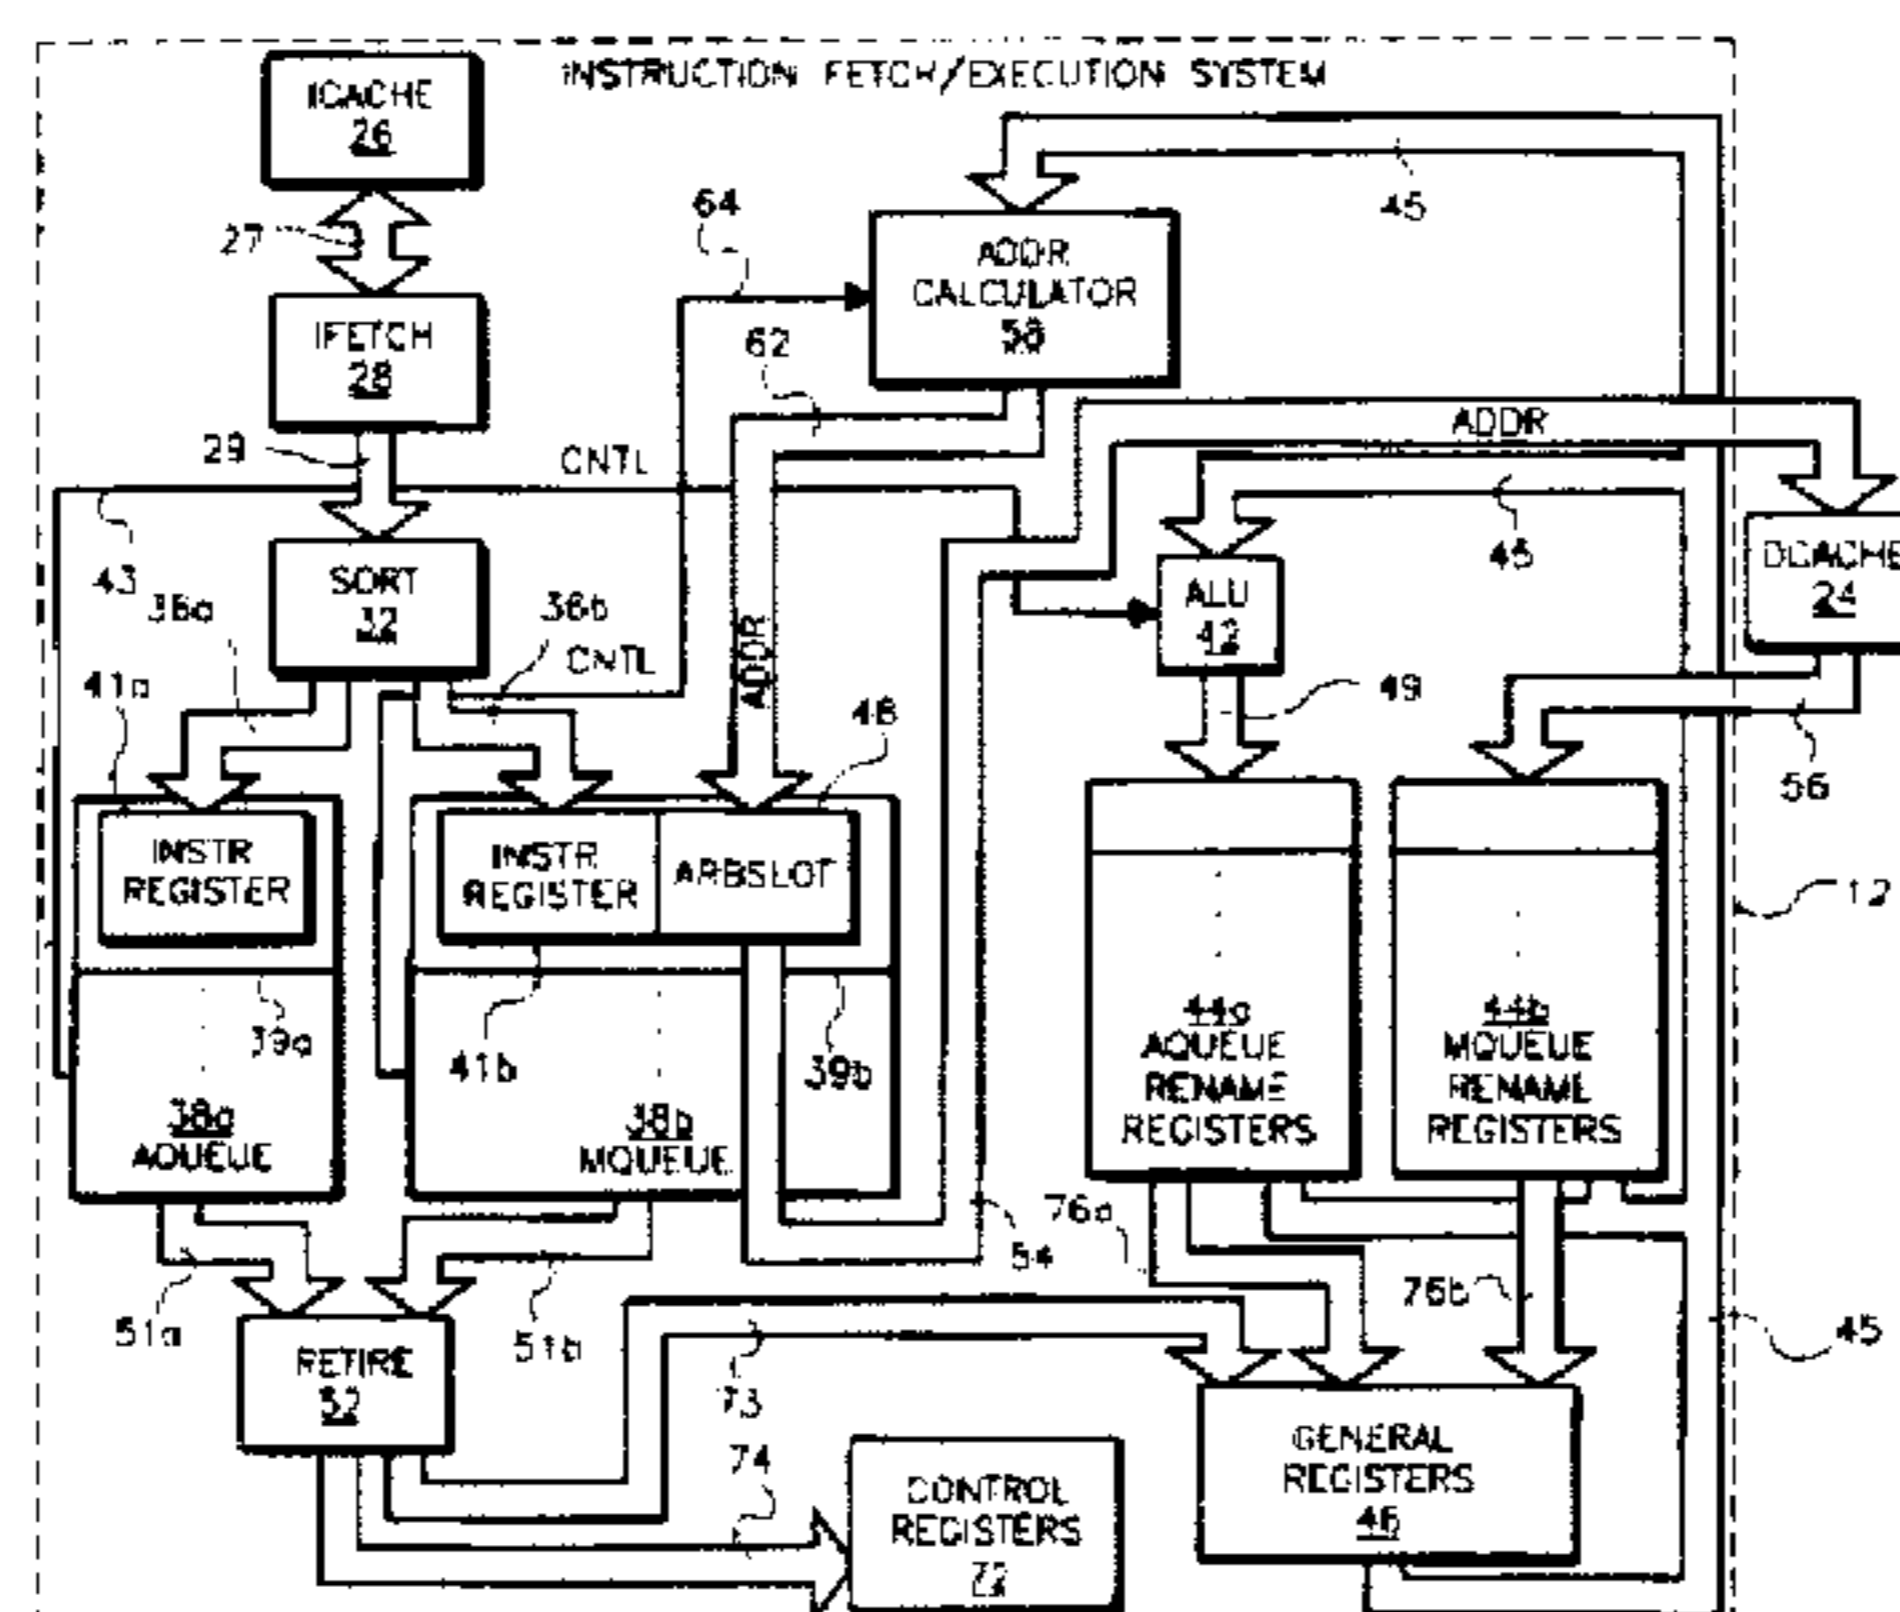 INSTRUCTION FETCH/EXECUTION SYSTEM
ICACHE
26
27
IFETCH
28
29
64
ADDR
CALCULATOR
58
45
62
CNTL
ADDR
43
SORT
32
36a
36b
CNTL
ADDR
45
ALU
42
DCACHE
24
41a
48
49
56
INSTR
REGISTER
INSTR
REGISTER
ARBSLOT
12
39a
41b
39b
38a
AQUEUE
38b
MQUEUE
44a
AQUEUE
RENAME
REGISTERS
44b
MQUEUE
RENAME
REGISTERS
76a
54
76b
51a
51b
45
RETIRE
52
73
74
CONTROL
REGISTERS
72
GENERAL
REGISTERS
46